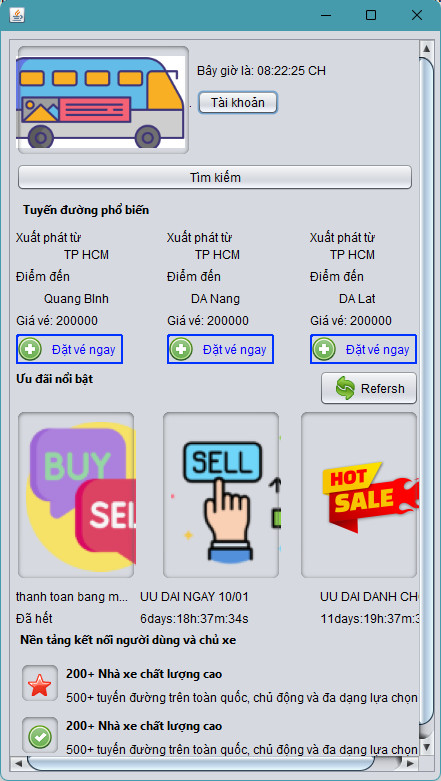 Bây giờ là: 08:22:25 CH
Tài khoản
Tìm kiếm
Tuyến đường phổ biến
Xuất phát từ Xuất phát từ Xuất phát từ
TP HCM TP HCM TP HCM
Điểm đến Điểm đến Điểm đến
Quang BInh DA Nang DA Lat
Giá vé: 200000 Giá vé: 200000 Giá vé: 200000
Đặt vé ngay Đặt vé ngay Đặt vé ngay
Ưu đãi nổi bật Refersh
BUY SELL HOT
SEL SALE
thanh toan bang m... UU DAI NGAY 10/01 UU DAI DANH CH
Đã hết 6days:18h:37m:34s 11days:19h:37m:3
Nền tảng kết nối người dùng và chủ xe
200+ Nhà xe chất lượng cao
500+ tuyến đường trên toàn quốc, chủ động và đa dạng lựa chọn
200+ Nhà xe chất lượng cao
500+ tuyến đường trên toàn quốc, chủ động và đa dạng lựa chọn